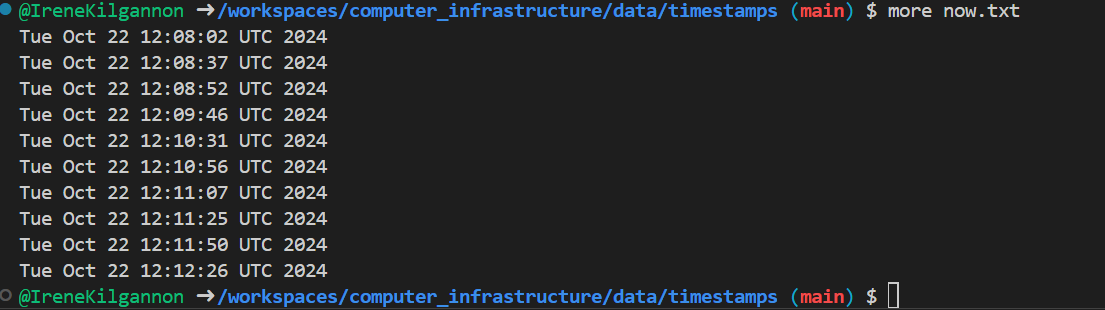 @IreneKilgannon ➜/workspaces/computer_infrastructure/data/timestamps (main) $ more now.txt
Tue Oct 22 12:08:02 UTC 2024
Tue Oct 22 12:08:37 UTC 2024
Tue Oct 22 12:08:52 UTC 2024
Tue Oct 22 12:09:46 UTC 2024
Tue Oct 22 12:10:31 UTC 2024
Tue Oct 22 12:10:56 UTC 2024
Tue Oct 22 12:11:07 UTC 2024
Tue Oct 22 12:11:25 UTC 2024
Tue Oct 22 12:11:50 UTC 2024
Tue Oct 22 12:12:26 UTC 2024
@IreneKilgannon ➜/workspaces/computer_infrastructure/data/timestamps (main) $